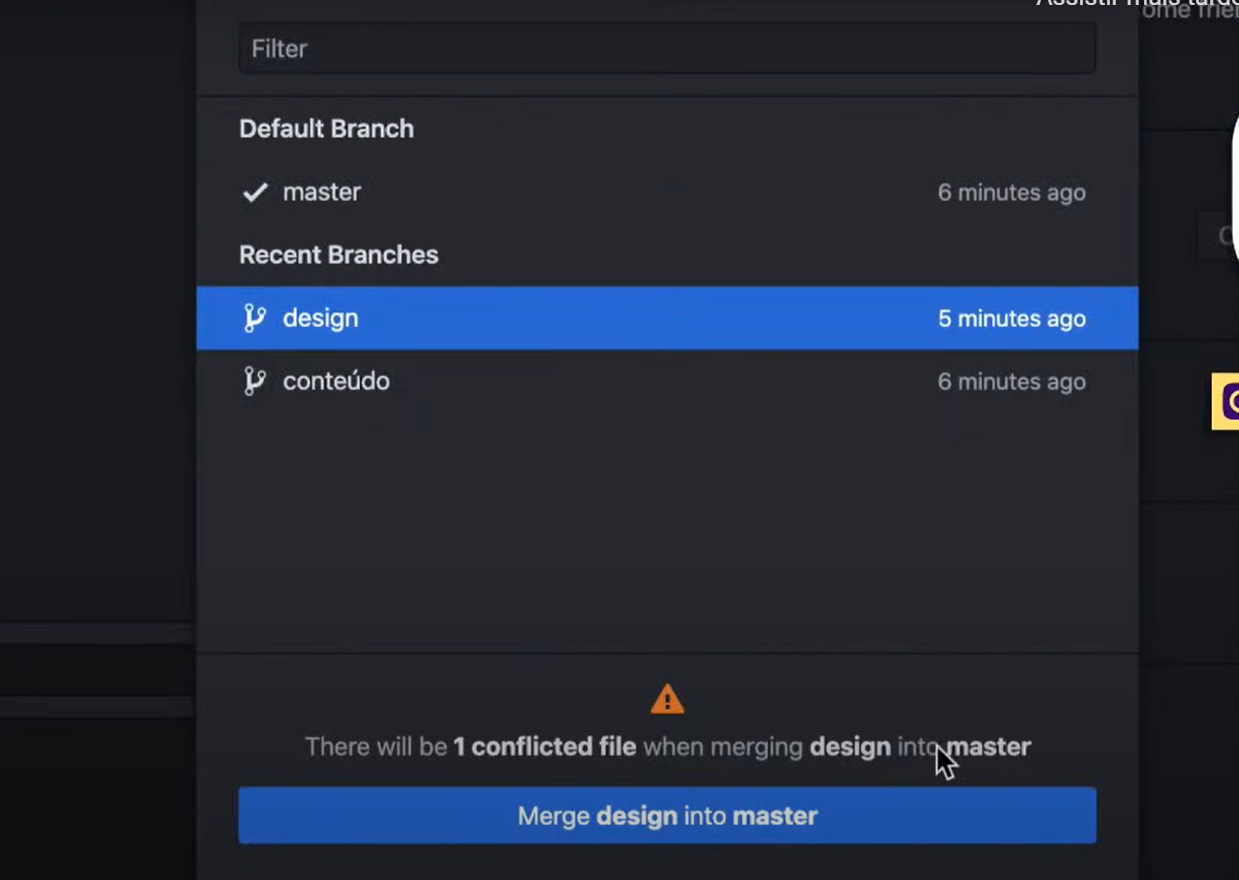 Assistir mais tarde
Filter
Default Branch
master 6 minutes ago
Recent Branches
design 5 minutes ago
conteúdo 6 minutes ago
There will be 1 conflicted file when merging design into master
Merge design into master